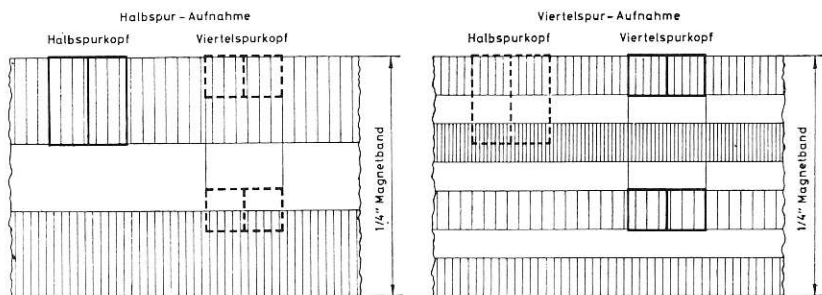 Halbspur - Aufnahme
Halbspurkopf
Viertelspurkopf
1/4" Magnetband
Viertelspur - Aufnahme
Halbspurkopf
Viertelspurkopf
1/4" Magnetband